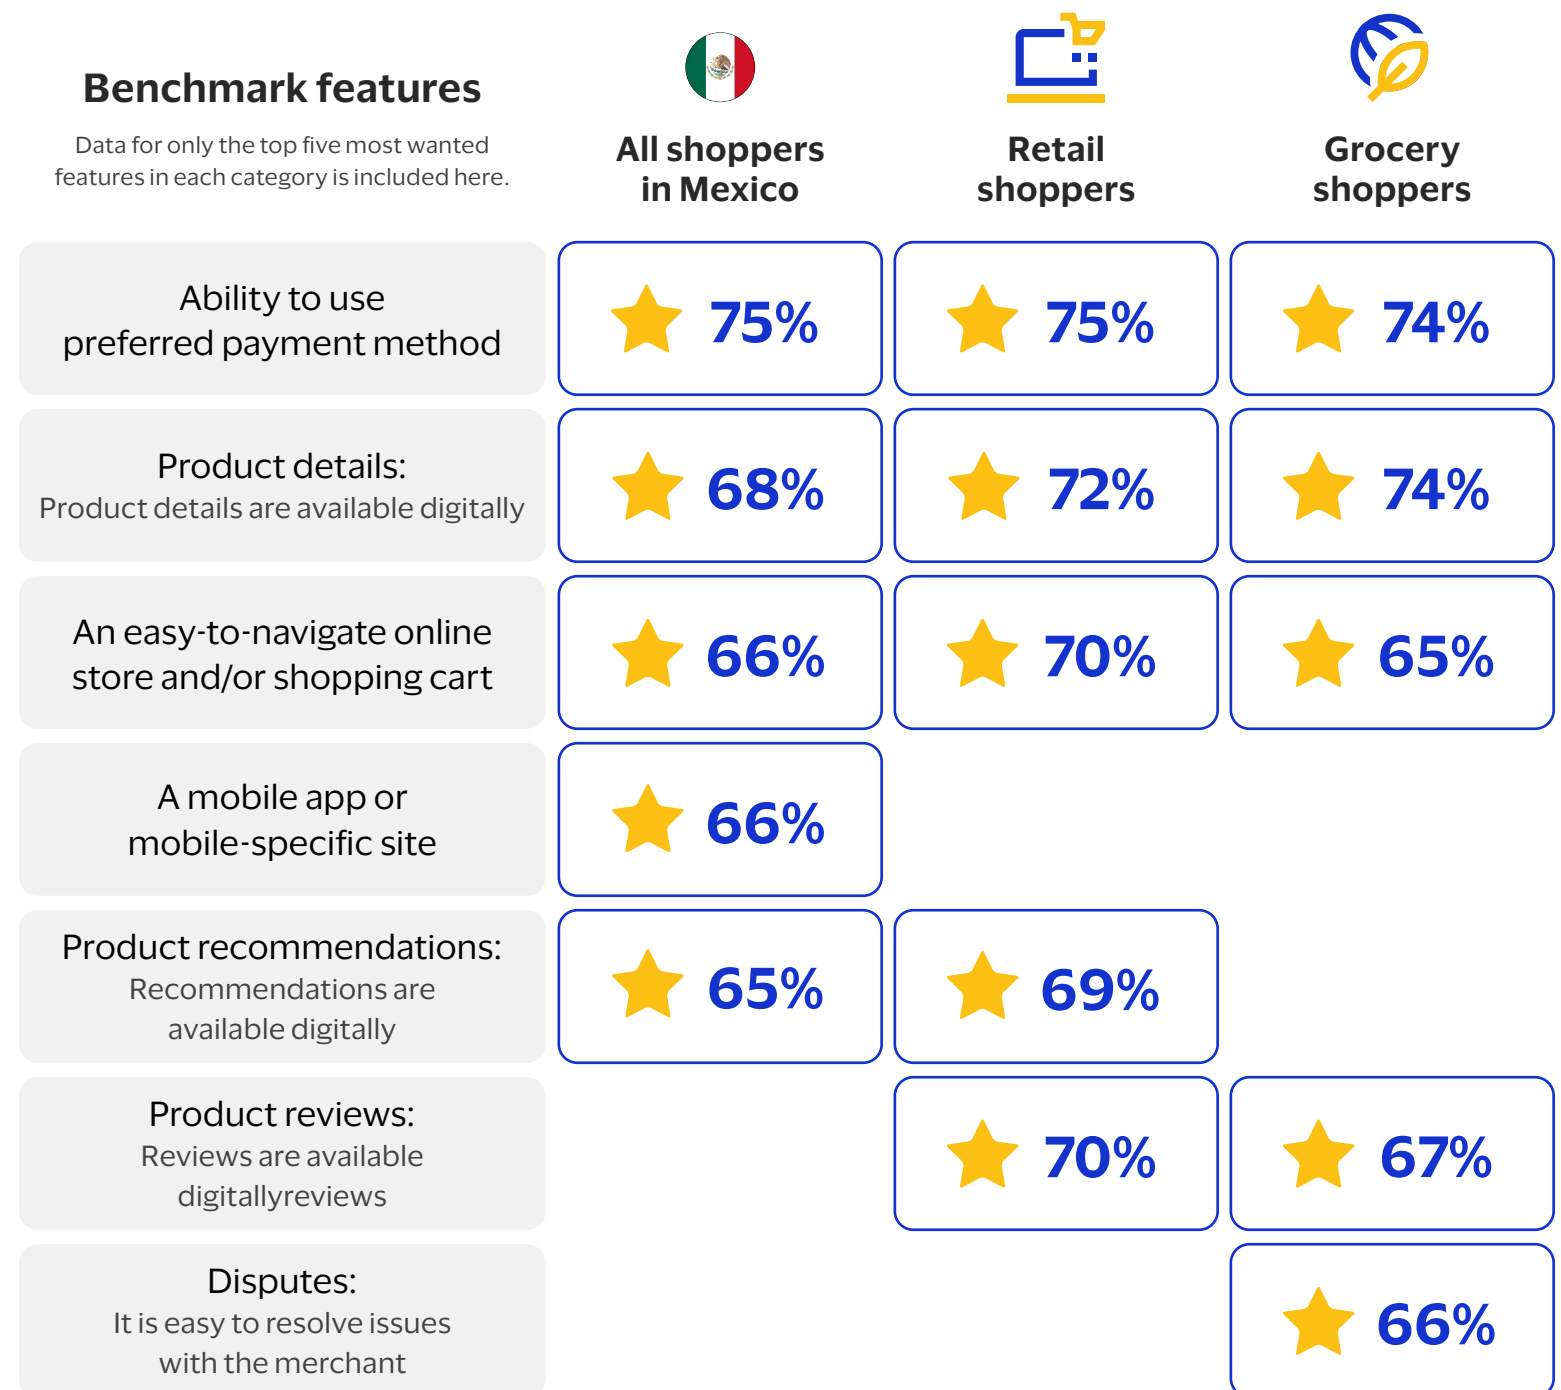 Benchmark features
Data for only the top five most wanted
features in each category is included here.
All shoppers
in Mexico
Retail
shoppers
Grocery
shoppers
Ability to use
preferred payment method
75%
75%
74%
Product details:
Product details are available digitally
68%
72%
74%
An easy-to-navigate online
store and/or shopping cart
66%
70%
65%
A mobile app or
mobile-specific site
66%
Product recommendations:
Recommendations are
available digitally
65%
69%
Product reviews:
Reviews are available
digitallyreviews
70%
67%
Disputes:
It is easy to resolve issues
with the merchant
66%